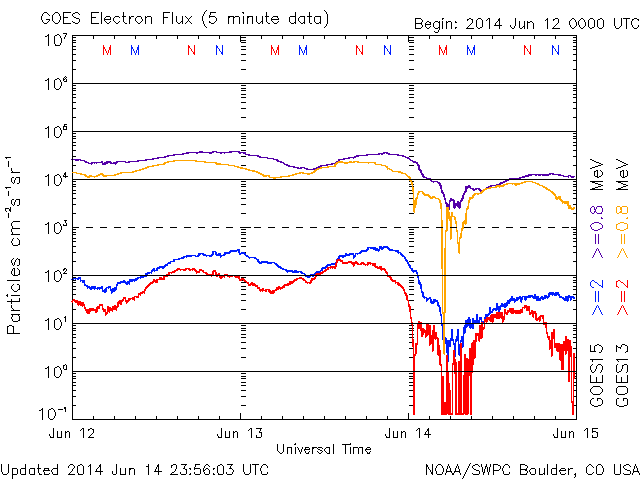 GOES Electron Flux (5 minute data)
Begin: 2014 Jun 12 0000 UTC
M M N N M M N N M M N N
10⁷
10⁶
10⁵
10⁴
10³
10²
10¹
10⁰
10⁻¹
Particles cm⁻²s⁻¹sr⁻¹
Jun 12 Jun 13 Jun 14 Jun 15
Universal Time
GOES15 >=2 >=0.8 MeV
GOES13 >=2 >=0.8 MeV
Updated 2014 Jun 14 23:56:03 UTC
NOAA/SWPC Boulder, CO USA